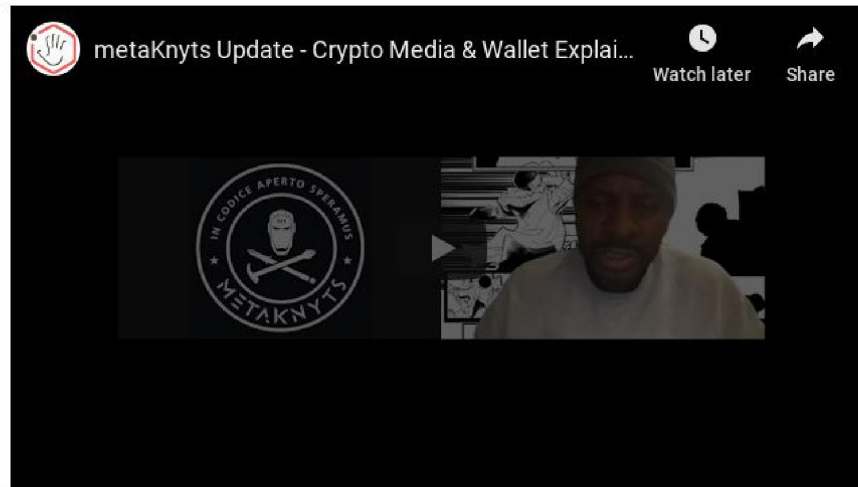 metaKnyts Update - Crypto Media & Wallet Explai...
Watch later
Share
IN CODICE APERTO SPERAMUS
METAKNYTS